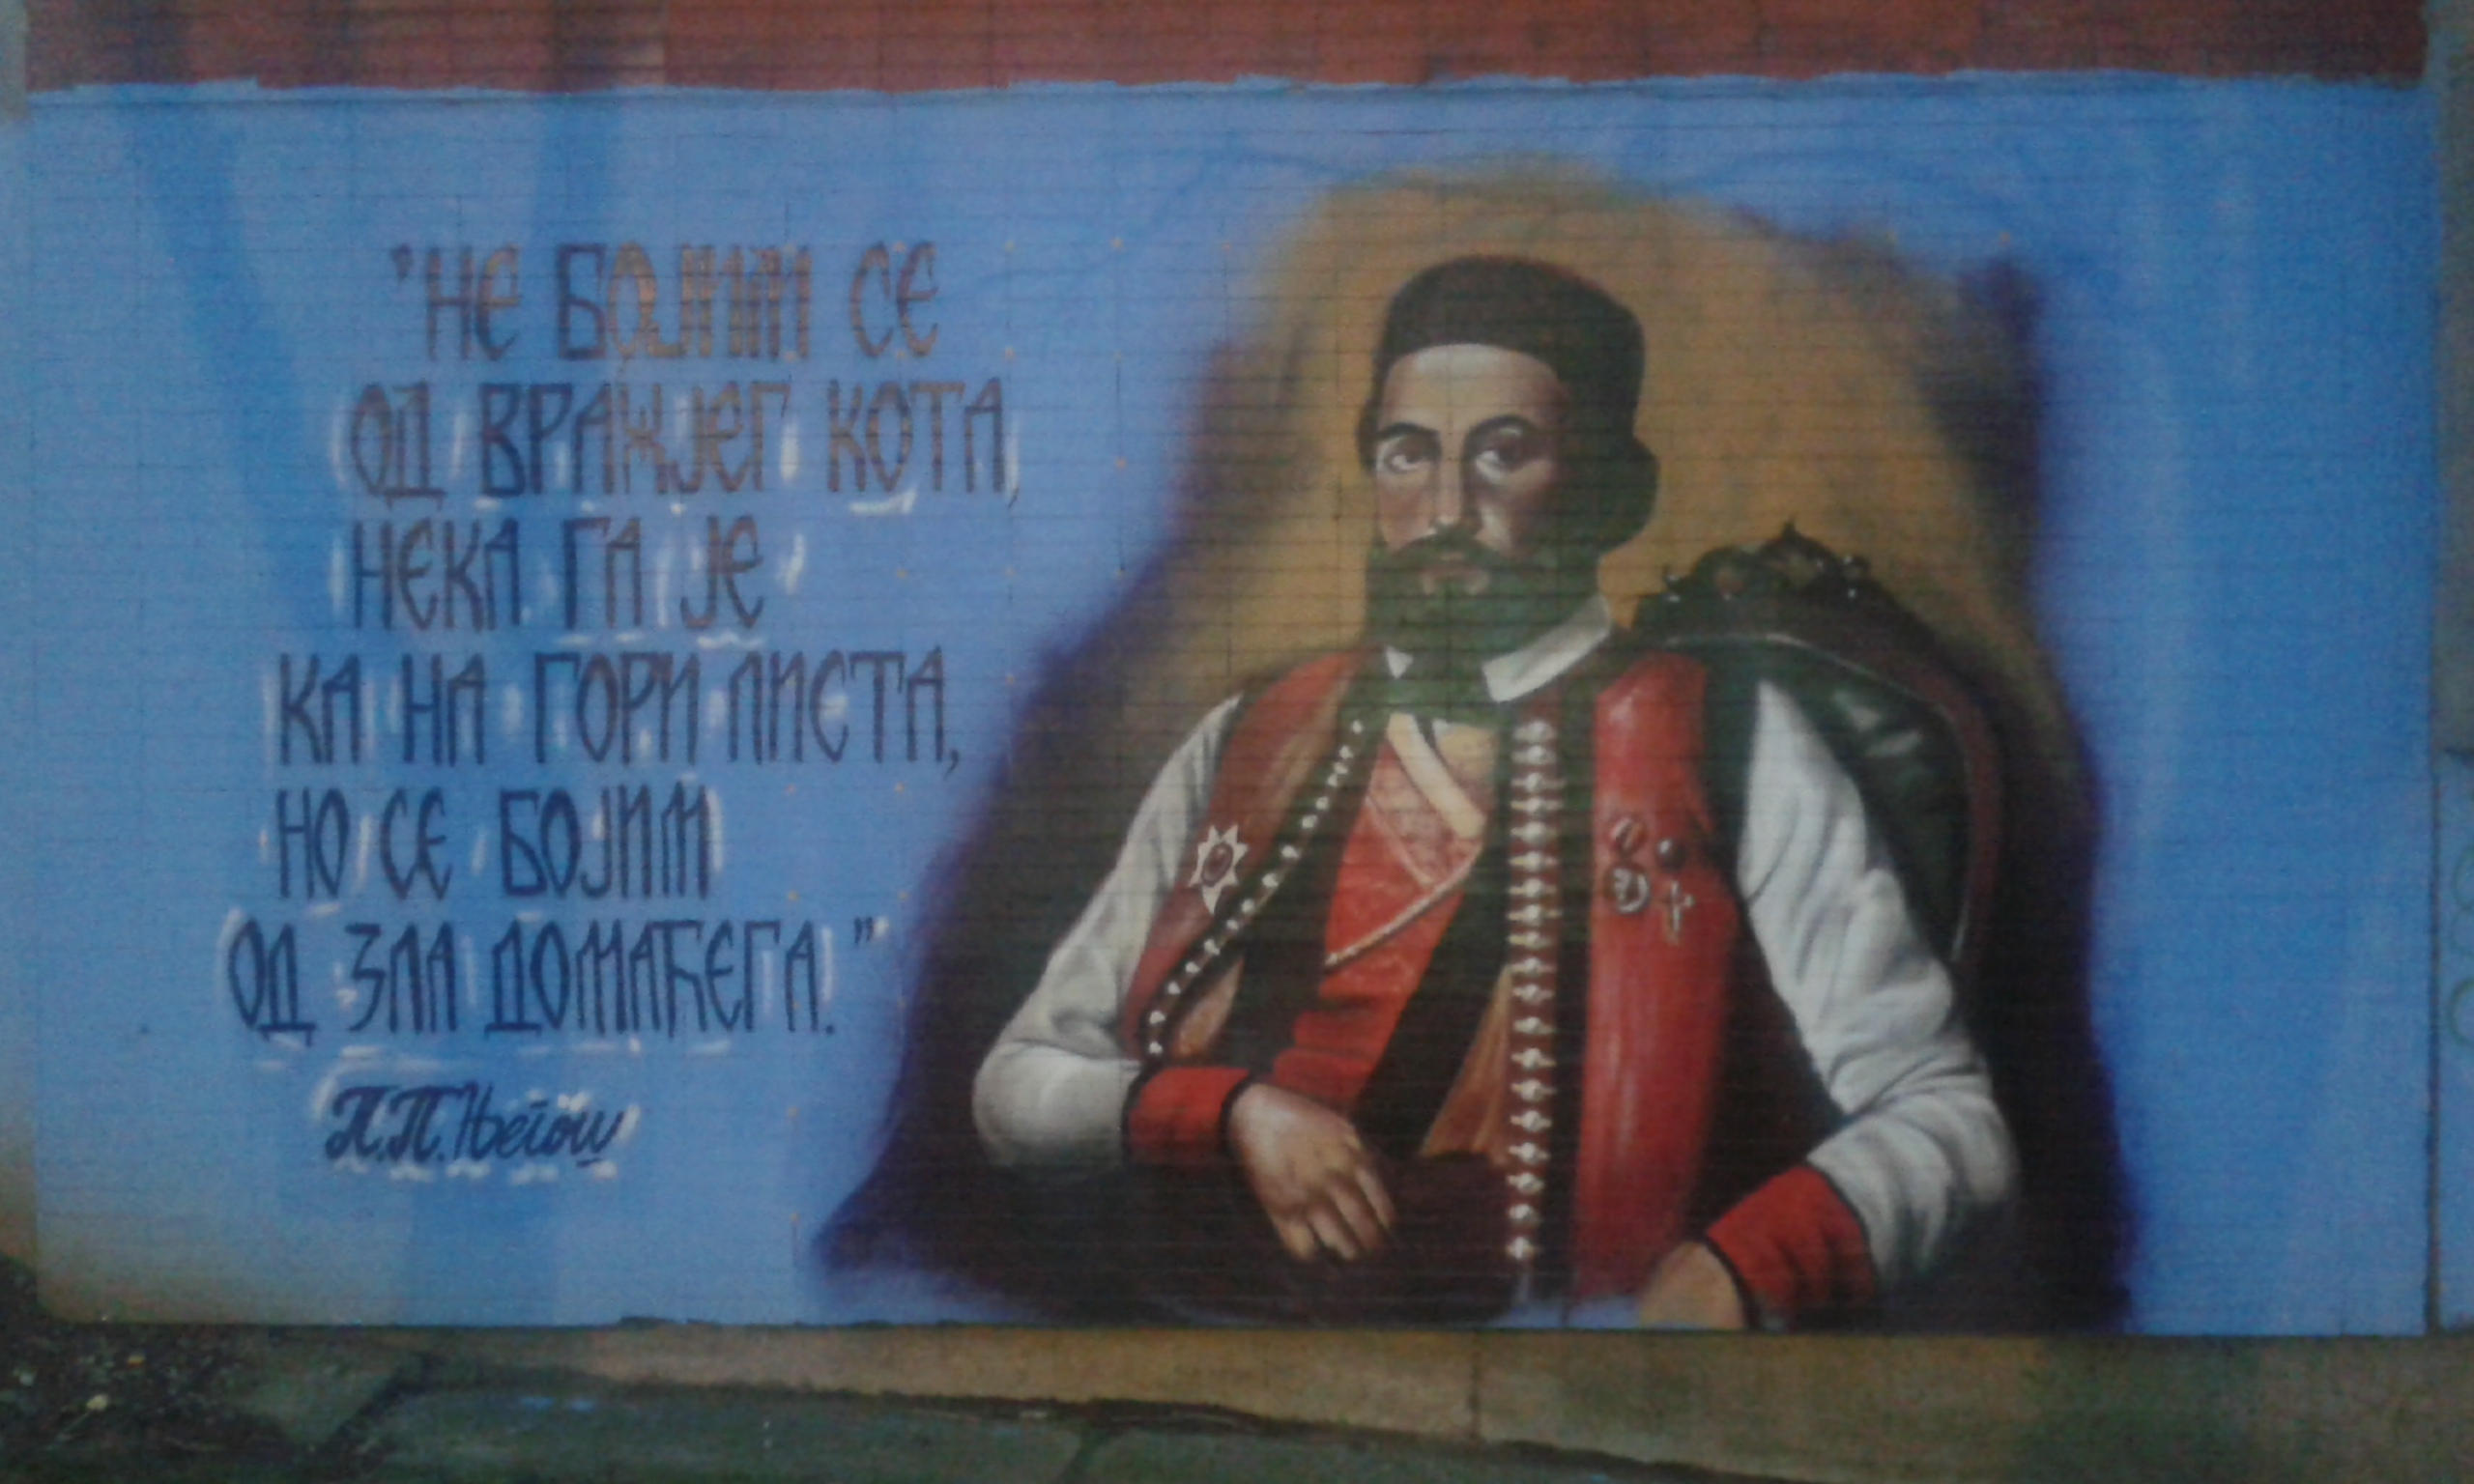 "НЕ БОЈИМ СЕ
ОД ВРАЖЈЕГ КОТА,
НЕКА ГА ЈЕ
КА НА ГОРИ ЛИСТА,
НО СЕ БОЈИМ
ОД ЗЛА ДОМАЋЕГА."
П.П. Његош